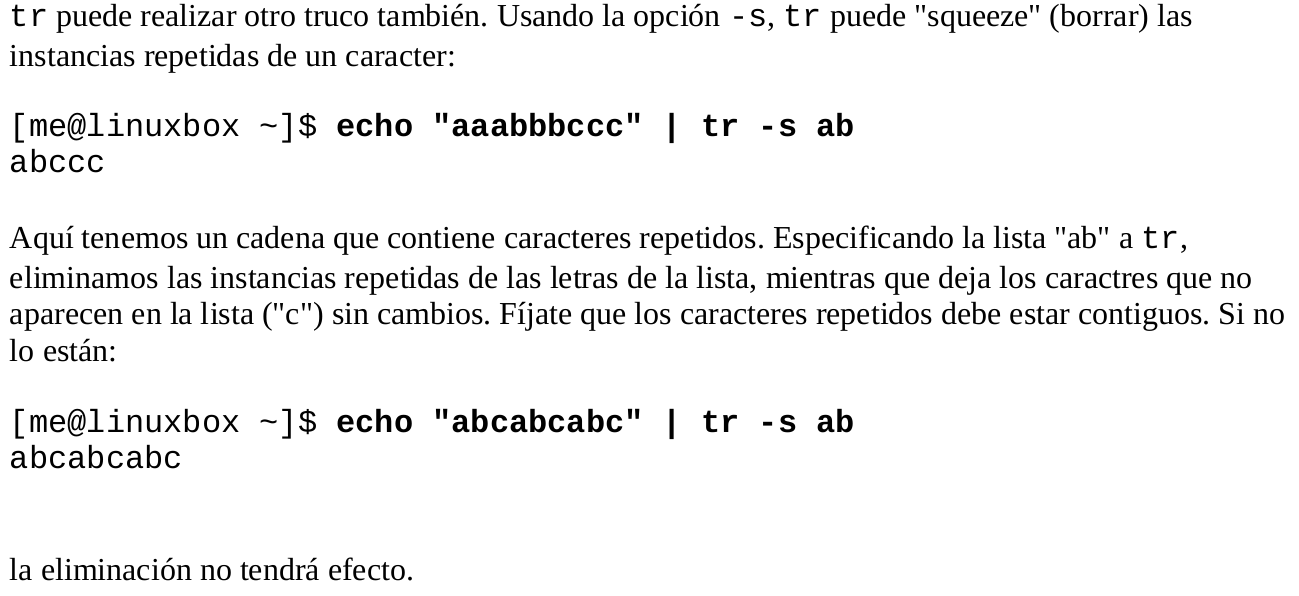 tr puede realizar otro truco también. Usando la opción -s, tr puede "squeeze" (borrar) las
instancias repetidas de un caracter:
[me@linuxbox ~]$ echo "aaabbbccc" | tr -s ab
abccc
Aquí tenemos un cadena que contiene caracteres repetidos. Especificando la lista "ab" a tr,
eliminamos las instancias repetidas de las letras de la lista, mientras que deja los caractres que no
aparecen en la lista ("c") sin cambios. Fíjate que los caracteres repetidos debe estar contiguos. Si no
lo están:
[me@linuxbox ~]$ echo "abcabcabc" | tr -s ab
abcabcabc
la eliminación no tendrá efecto.